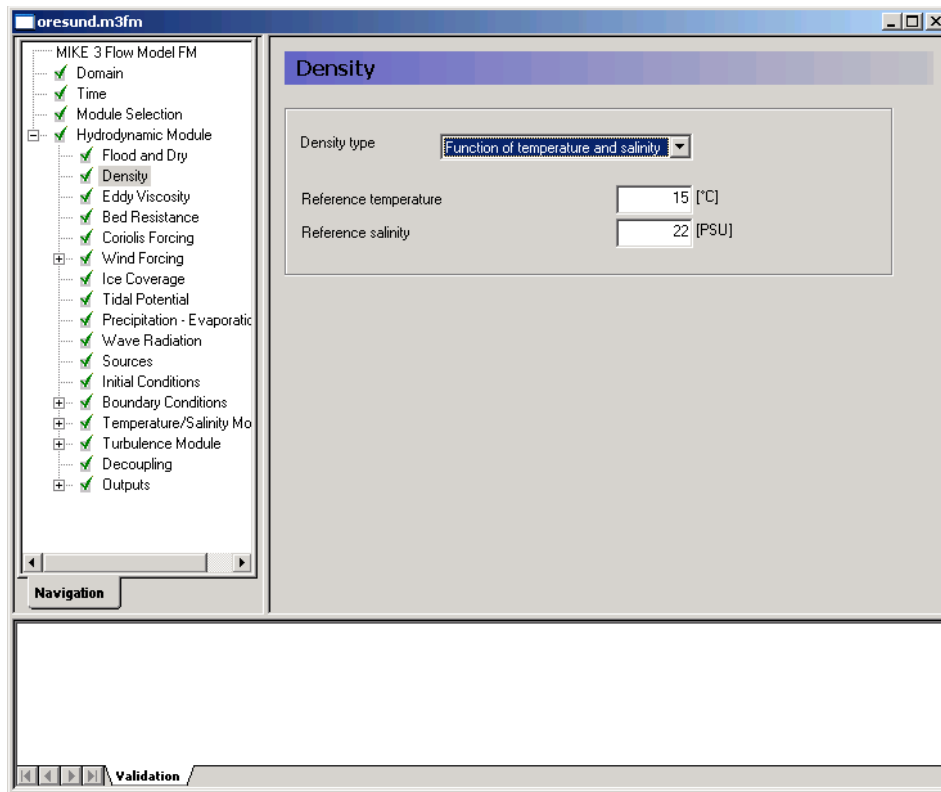 oresund.m3fm
MIKE 3 Flow Model FM
Domain
Time
Module Selection
Hydrodynamic Module
Flood and Dry
Density
Eddy Viscosity
Bed Resistance
Coriolis Forcing
Wind Forcing
Ice Coverage
Tidal Potential
Precipitation - Evaporatic
Wave Radiation
Sources
Initial Conditions
Boundary Conditions
Temperature/Salinity Mo
Turbulence Module
Decoupling
Outputs
Navigation
Density
Density type Function of temperature and salinity
Reference temperature 15 [°C]
Reference salinity 22 [PSU]
Validation